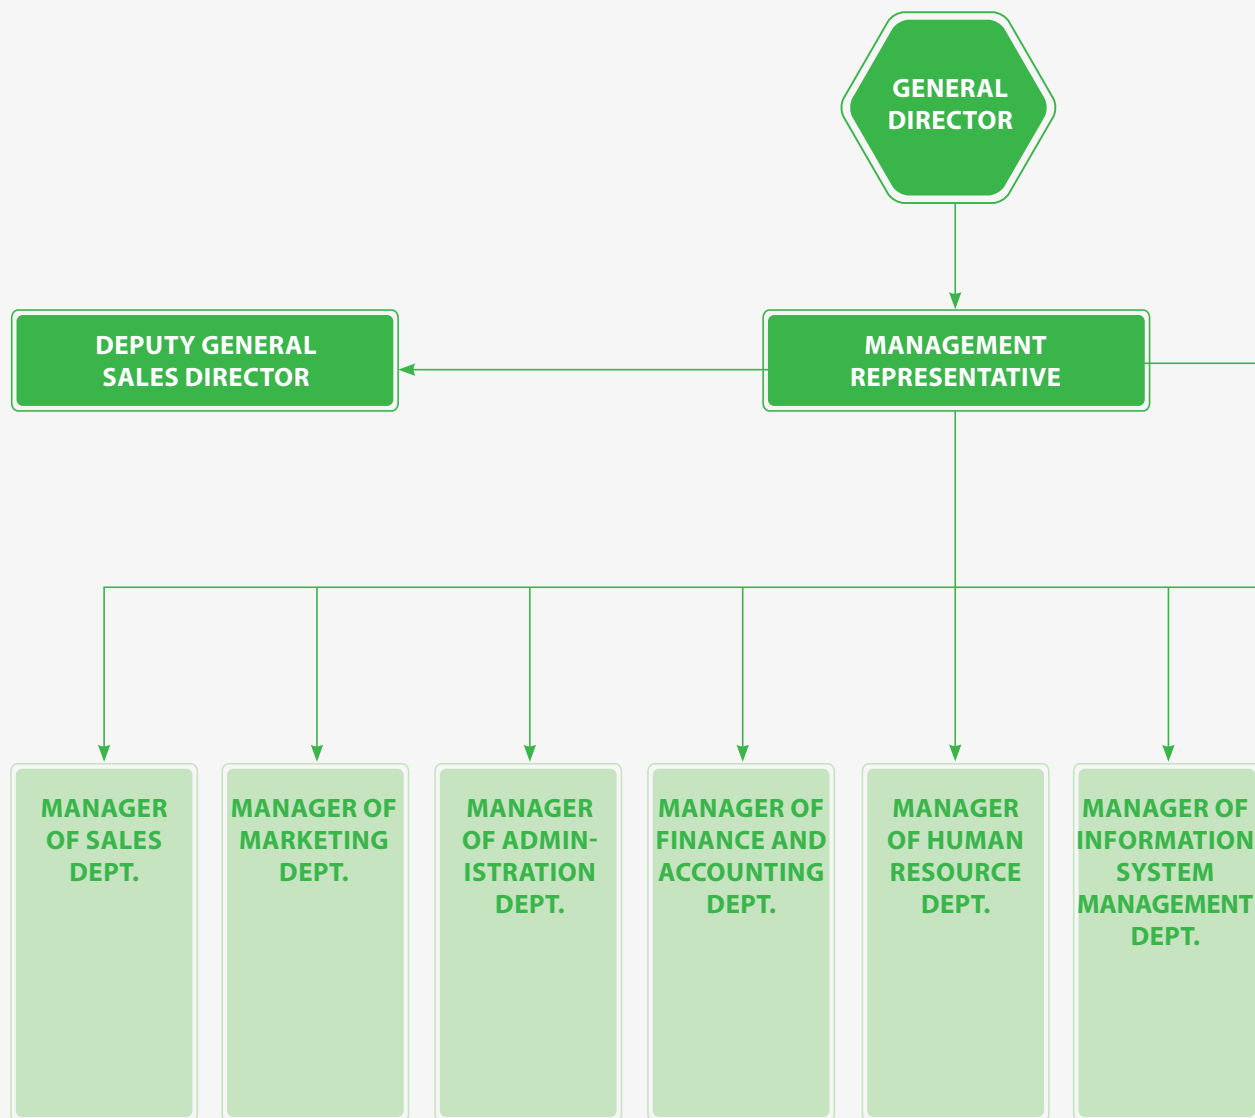 GENERAL
DIRECTOR
DEPUTY GENERAL
SALES DIRECTOR
MANAGEMENT
REPRESENTATIVE
MANAGER
OF SALES
DEPT.
MANAGER OF
MARKETING
DEPT.
MANAGER
OF ADMIN-
ISTRATION
DEPT.
MANAGER OF
FINANCE AND
ACCOUNTING
DEPT.
MANAGER
OF HUMAN
RESOURCE
DEPT.
MANAGER OF
INFORMATION
SYSTEM
MANAGEMENT
DEPT.